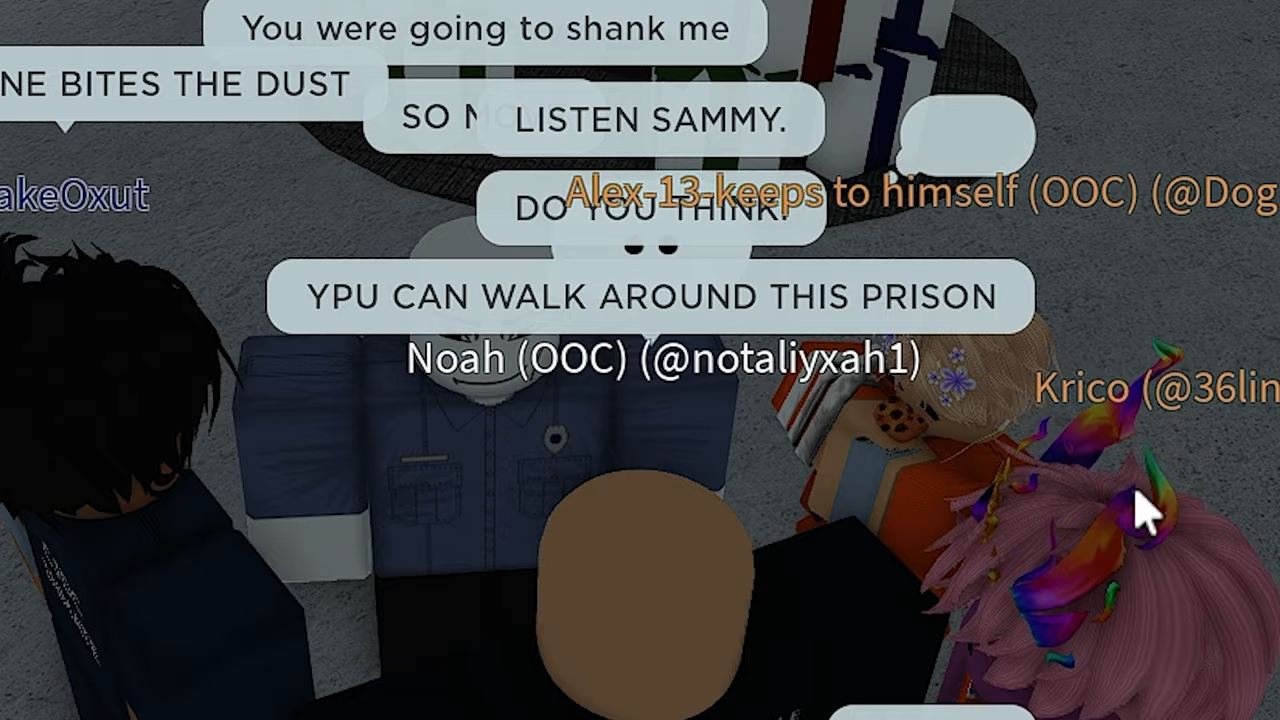 You were going to shank me
NE BITES THE DUST
SO
LISTEN SAMMY.
akeOxut
Alex-13-keeps to himself (OOC) (@Dog
DO YOU THINK
YPU CAN WALK AROUND THIS PRISON
Noah (OOC) (@notaliyxah1)
Krico (@36lin